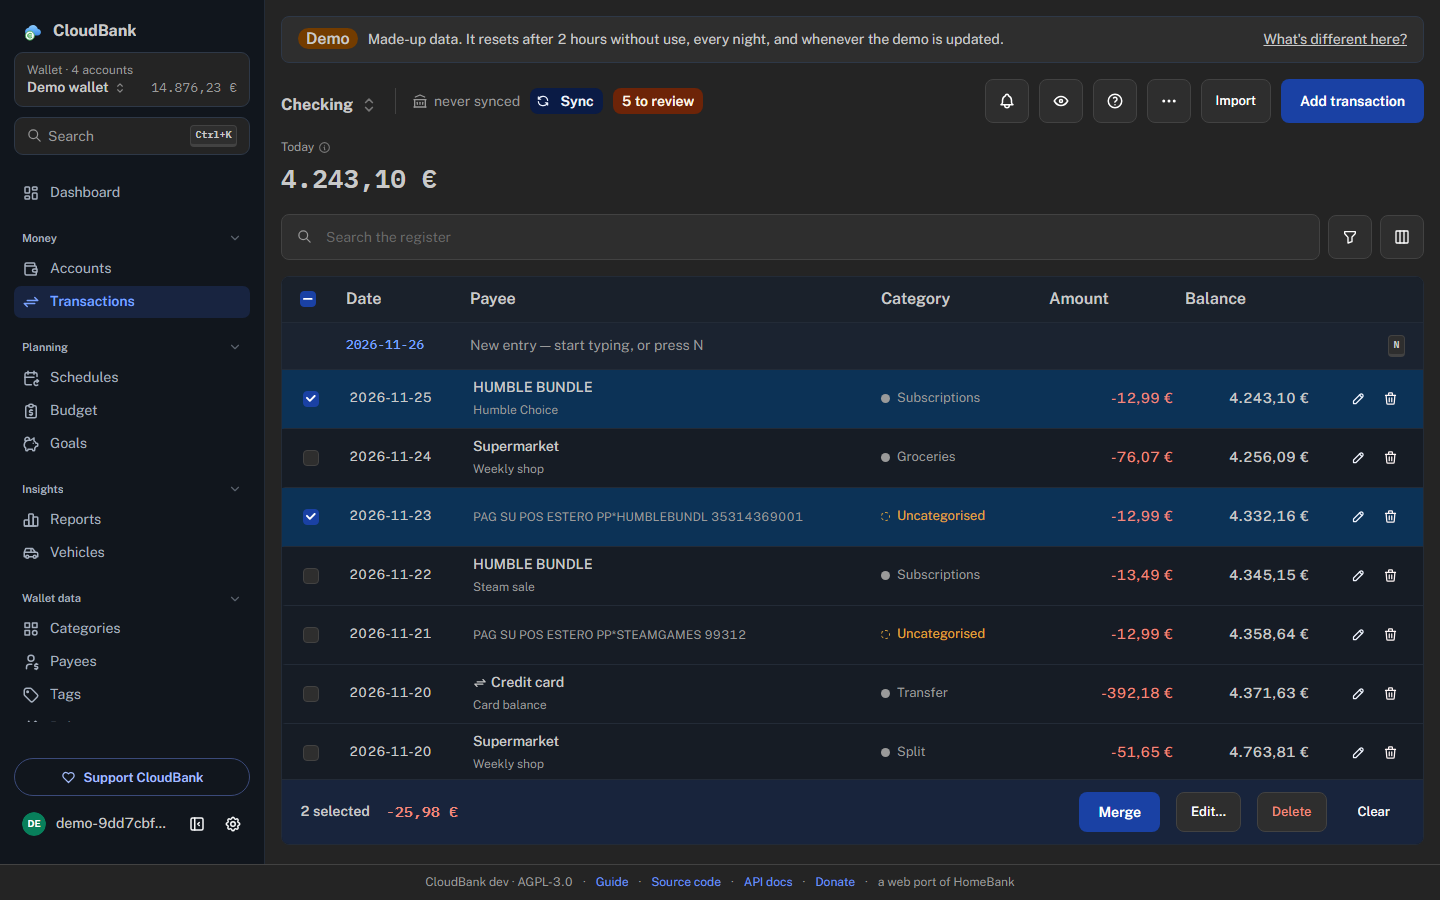 CloudBank
Wallet · 4 accounts
Demo wallet 14.876,23 €
Search Ctrl+K
Dashboard
Money
Accounts
Transactions
Planning
Schedules
Budget
Goals
Insights
Reports
Vehicles
Wallet data
Categories
Payees
Tags
Support CloudBank
DE demo-9dd7cbf...
Demo Made-up data. It resets after 2 hours without use, every night, and whenever the demo is updated. What's different here?
Checking never synced Sync 5 to review Import Add transaction
Today
4.243,10 €
Search the register
Date Payee Category Amount Balance
2026-11-26 New entry — start typing, or press N N
2026-11-25 HUMBLE BUNDLE Subscriptions -12,99 € 4.243,10 €
Humble Choice
2026-11-24 Supermarket Groceries -76,07 € 4.256,09 €
Weekly shop
2026-11-23 PAG SU POS ESTERO PP*HUMBLEBUNDL 35314369001 Uncategorised -12,99 € 4.332,16 €
2026-11-22 HUMBLE BUNDLE Subscriptions -13,49 € 4.345,15 €
Steam sale
2026-11-21 PAG SU POS ESTERO PP*STEAMGAMES 99312 Uncategorised -12,99 € 4.358,64 €
2026-11-20 Credit card Transfer -392,18 € 4.371,63 €
Card balance
2026-11-20 Supermarket Split -51,65 € 4.763,81 €
Weekly shop
2 selected -25,98 € Merge Edit... Delete Clear
CloudBank dev · AGPL-3.0 · Guide · Source code · API docs · Donate · a web port of HomeBank